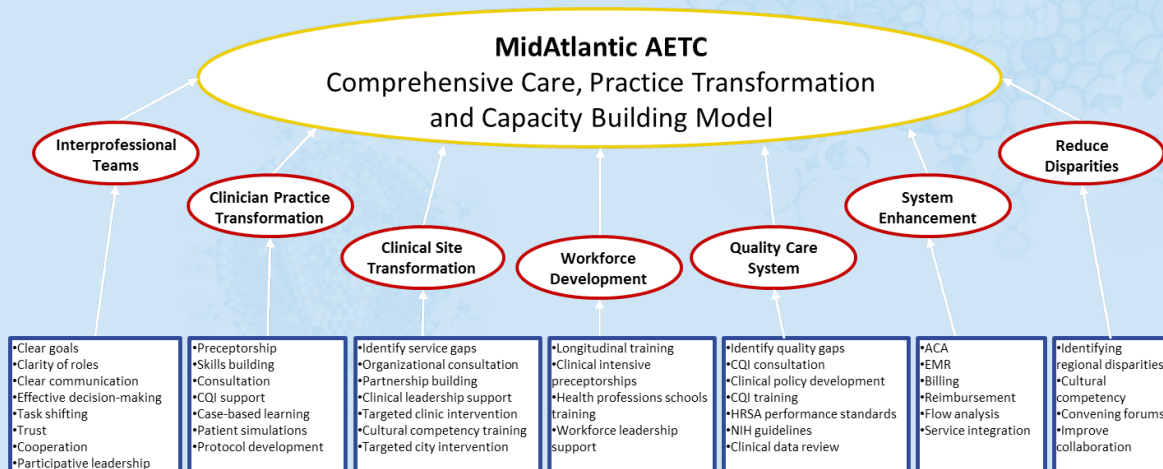 MidAtlantic AETC
Comprehensive Care, Practice Transformation
and Capacity Building Model
Interprofessional
Teams
Clinician Practice
Transformation
Clinical Site
Transformation
Workforce
Development
Quality Care
System
System
Enhancement
Reduce
Disparities
•Clear goals
•Clarity of roles
•Clear communication
•Effective decision-making
•Task shifting
•Trust
•Cooperation
•Participative leadership
•Preceptorship
•Skills building
•Consultation
•CQI support
•Case-based learning
•Patient simulations
•Protocol development
•Identify service gaps
•Organizational consultation
•Partnership building
•Clinical leadership support
•Targeted clinic intervention
•Cultural competency training
•Targeted city intervention
•Longitudinal training
•Clinical intensive
preceptorships
•Health professions schools
training
•Workforce leadership
support
•Identify quality gaps
•CQI consultation
•Clinical policy development
•CQI training
•HRSA performance standards
•NIH guidelines
•Clinical data review
•ACA
•EMR
•Billing
•Reimbursement
•Flow analysis
•Service integration
•Identifying
regional disparities
•Cultural
competency
•Convening forums
•Improve
collaboration